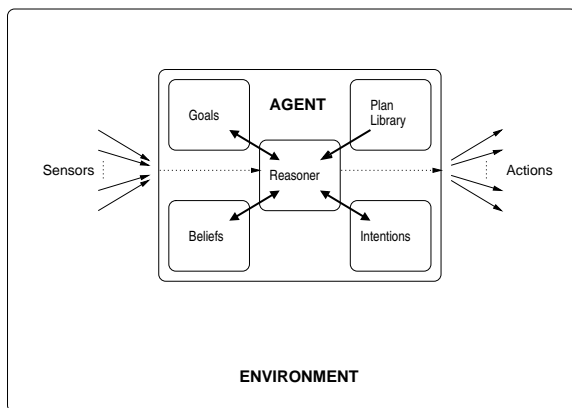 Goals
AGENT
Plan
Library
Sensors
Reasoner
Actions
Beliefs
Intentions
ENVIRONMENT